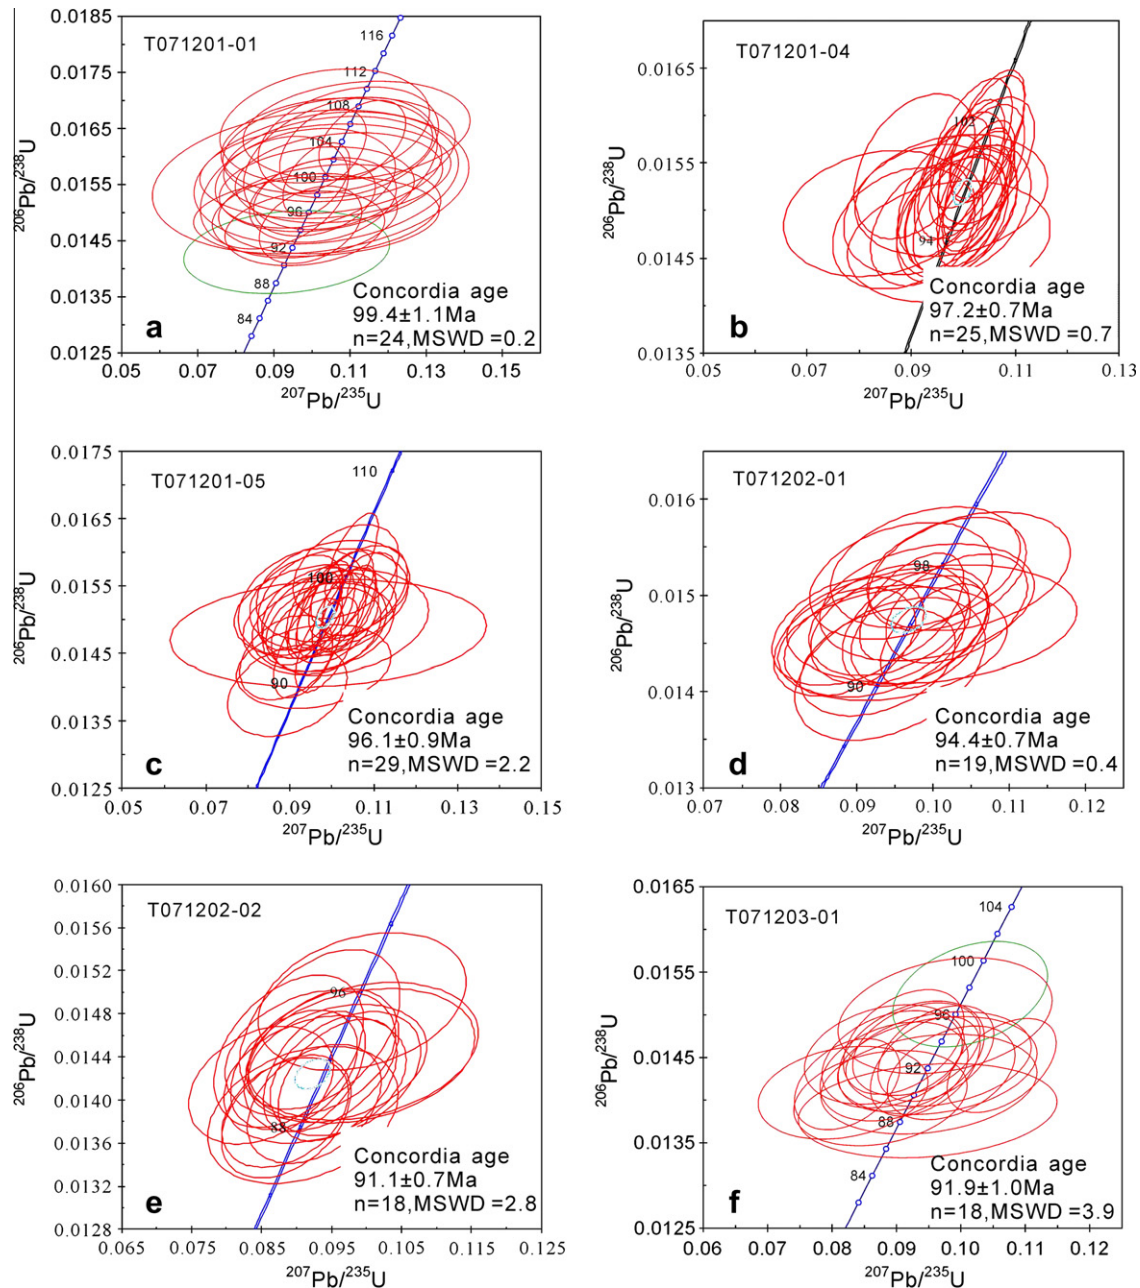 T071201-01
0.0185
0.0175
0.0165
0.0155
0.0145
0.0135
0.0125
206Pb/238U
116
112
108
104
100
96
92
88
84
Concordia age
99.4±1.1Ma
n=24,MSWD =0.2
a
0.05 0.07 0.09 0.11 0.13 0.15
207Pb/235U
T071201-04
0.0165
0.0155
0.0145
0.0135
206Pb/238U
102
94
Concordia age
97.2±0.7Ma
n=25,MSWD =0.7
b
0.05 0.07 0.09 0.11 0.13
207Pb/235U
T071201-05
0.0175
0.0165
0.0155
0.0145
0.0135
0.0125
206Pb/238U
110
100
90
Concordia age
96.1±0.9Ma
n=29,MSWD =2.2
c
0.05 0.07 0.09 0.11 0.13 0.15
207Pb/235U
T071202-01
0.016
0.015
0.014
0.013
206Pb/238U
98
90
Concordia age
94.4±0.7Ma
n=19,MSWD =0.4
d
0.07 0.08 0.09 0.10 0.11 0.12
207Pb/235U
T071202-02
0.0160
0.0156
0.0152
0.0148
0.0144
0.0140
0.0136
0.0132
0.0128
206Pb/238U
96
88
Concordia age
91.1±0.7Ma
n=18,MSWD =2.8
e
0.065 0.075 0.085 0.095 0.105 0.115 0.125
207Pb/235U
T071203-01
0.0165
0.0155
0.0145
0.0135
0.0125
206Pb/238U
104
100
96
92
88
84
Concordia age
91.9±1.0Ma
n=18,MSWD =3.9
f
0.06 0.07 0.08 0.09 0.10 0.11 0.12
207Pb/235U